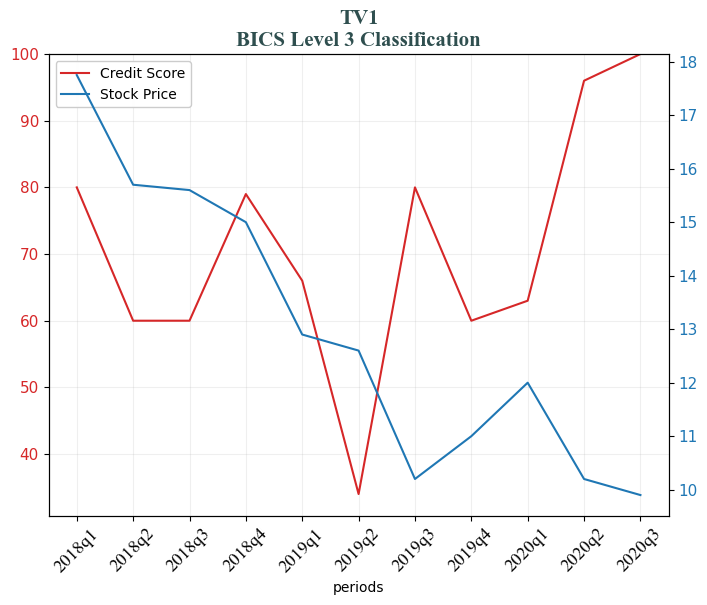 TV1
BICS Level 3 Classification
Credit Score
Stock Price
100
90
80
70
60
50
40
18
17
16
15
14
13
12
11
10
2018q1
2018q2
2018q3
2018q4
2019q1
2019q2
2019q3
2019q4
2020q1
2020q2
2020q3
periods